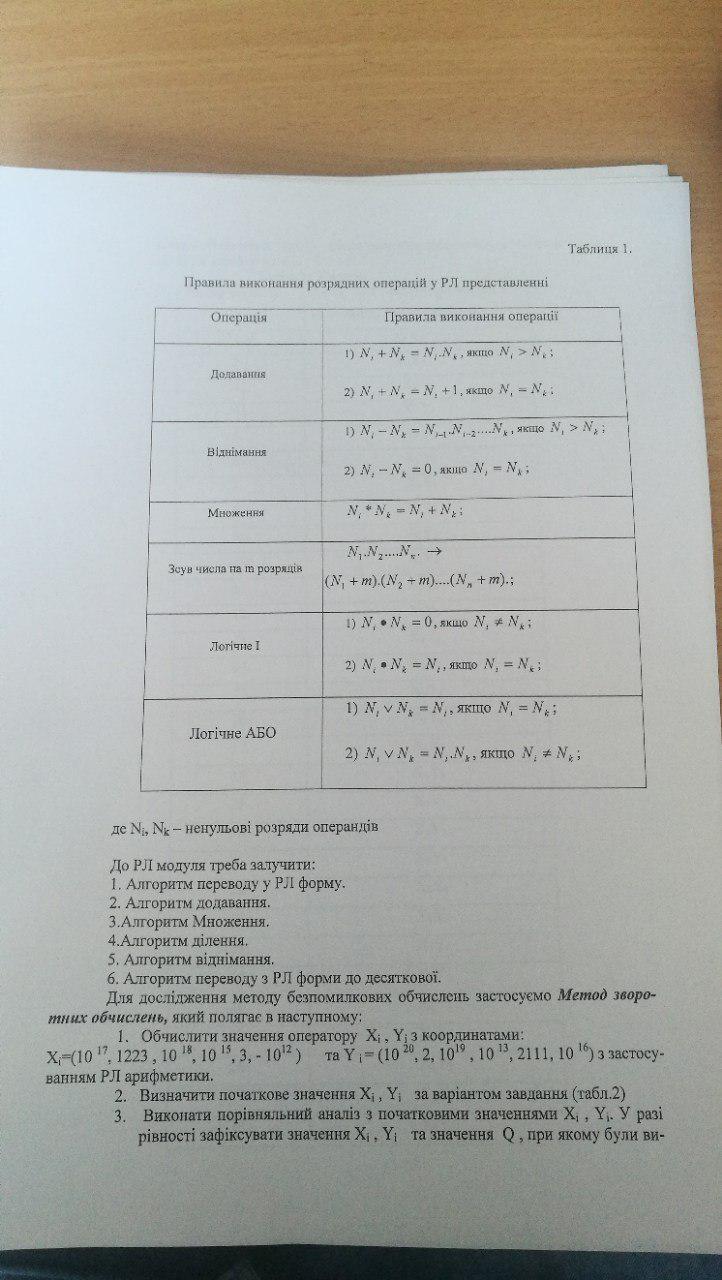 Таблиця 1.
Правила виконання розрядних операцій у РЛ представленні
Операція Правила виконання операції
Додавання
1) N_i + N_k = N_i.N_k, якщо N_i > N_k;
2) N_i + N_k = N_i + 1, якщо N_i = N_k;
Віднімання
1) N_i − N_k = N_{i−1}.N_{i−2}....N_k, якщо N_i > N_k;
2) N_i − N_k = 0, якщо N_i = N_k;
Множення
N_i * N_k = N_i + N_k;
Зсув числа на m розрядів
N_1.N_2....N_n. →
(N_1 + m).(N_2 + m)....(N_n + m).;
Логічне І
1) N_i • N_k = 0, якщо N_i ≠ N_k;
2) N_i • N_k = N_i, якщо N_i = N_k;
Логічне АБО
1) N_i ∨ N_k = N_i, якщо N_i = N_k;
2) N_i ∨ N_k = N_i.N_k, якщо N_i ≠ N_k;
де N_i, N_k – ненульові розряди операндів
До РЛ модуля треба залучити:
1. Алгоритм переводу у РЛ форму.
2. Алгоритм додавання.
3.Алгоритм Множення.
4.Алгоритм ділення.
5. Алгоритм віднімання.
6. Алгоритм переводу з РЛ форми до десяткової.
Для дослідження методу безпомилкових обчислень застосуємо Метод зворо-
тних обчислень, який полягає в наступному:
1. Обчислити значення оператору X_i , Y_i з координатами:
X_i=(10^17, 1223 , 10^18, 10^15, 3, - 10^12 ) та Y_i = (10^20, 2, 10^19 , 10^13, 2111, 10^16) з застосу-
ванням РЛ арифметики.
2. Визначити початкове значення X_i , Y_i за варіантом завдання (табл.2)
3. Виконати порівняльний аналіз з початковими значеннями X_i , Y_i. У разі
рівності зафіксувати значення X_i , Y_i та значення Q , при якому були ви-